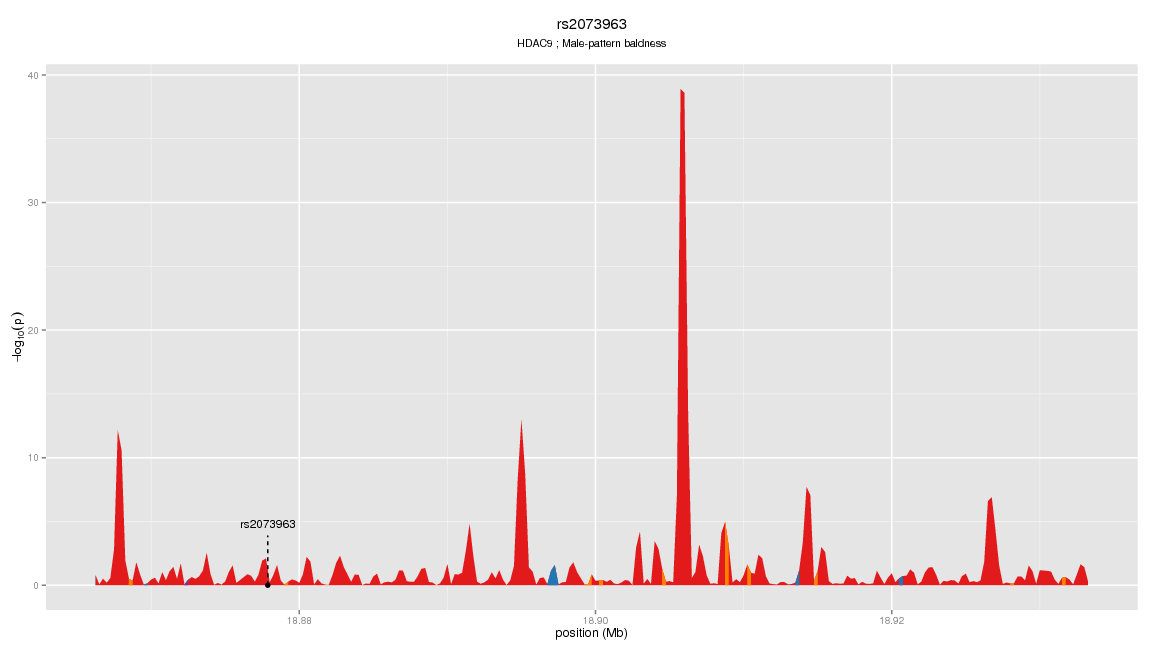 rs2073963
HDAC9 ; Male-pattern baldness
40
30
20
10
0
−log10(p)
rs2073963
18.88
18.90
18.92
position (Mb)